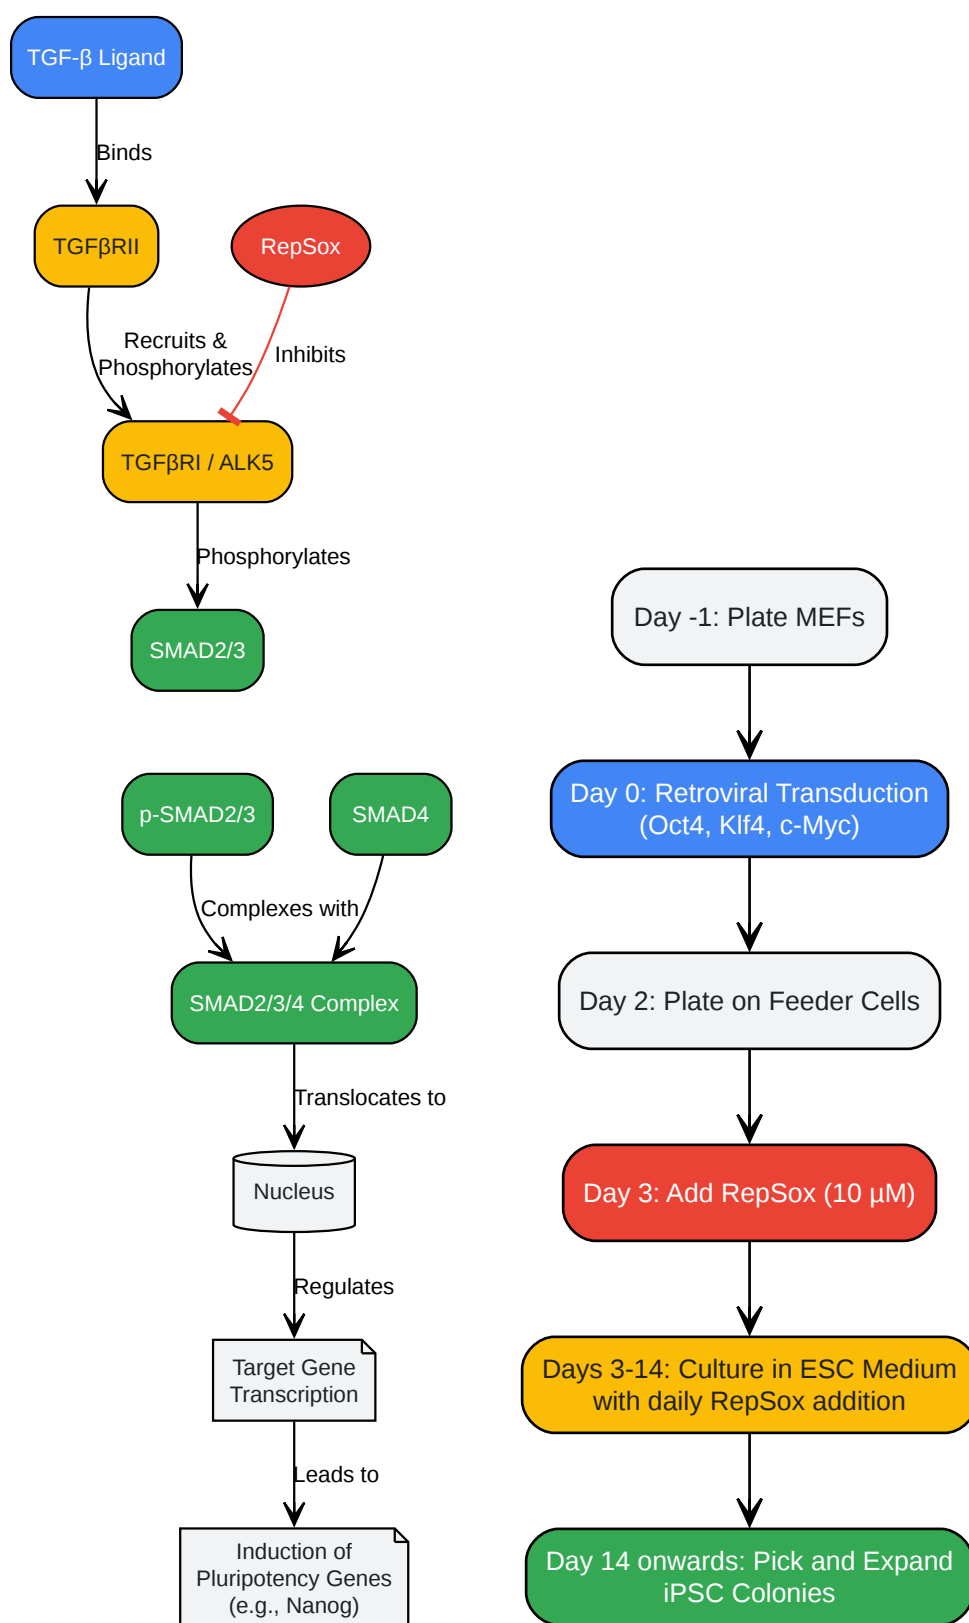 TGF-β Ligand
Binds
TGFβRII
RepSox
Recruits &
Phosphorylates
Inhibits
TGFβRI / ALK5
Phosphorylates
SMAD2/3
p-SMAD2/3
SMAD4
Complexes with
SMAD2/3/4 Complex
Translocates to
Nucleus
Regulates
Target Gene
Transcription
Leads to
Induction of
Pluripotency Genes
(e.g., Nanog)
Day -1: Plate MEFs
Day 0: Retroviral Transduction
(Oct4, Klf4, c-Myc)
Day 2: Plate on Feeder Cells
Day 3: Add RepSox (10 µM)
Days 3-14: Culture in ESC Medium
with daily RepSox addition
Day 14 onwards: Pick and Expand
iPSC Colonies